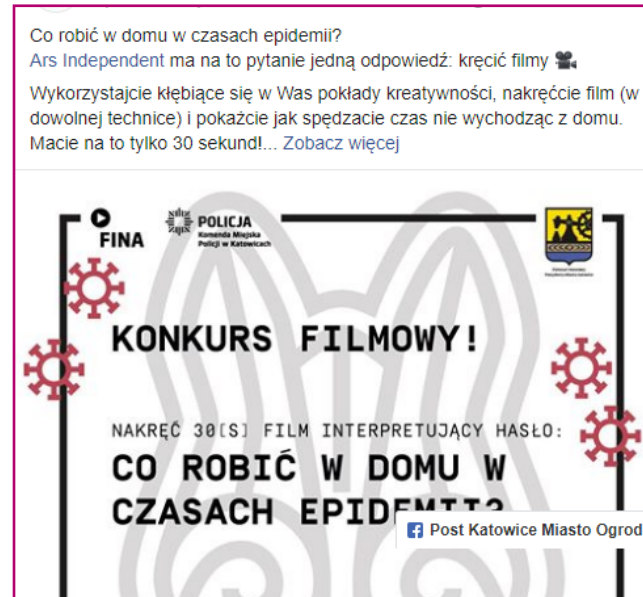 Co robić w domu w czasach epidemii?
Ars Independent ma na to pytanie jedną odpowiedź: kręcić filmy
Wykorzystajcie kłębiące się w Was pokłady kreatywności, nakręćcie film (w
dowolnej technice) i pokażcie jak spędzacie czas nie wychodząc z domu.
Macie na to tylko 30 sekund!... Zobacz więcej
FINA
POLICJA
Komenda Miejska
Policji w Katowicach
KONKURS FILMOWY!
NAKRĘĆ 30[S] FILM INTERPRETUJĄCY HASŁO:
CO ROBIĆ W DOMU W
CZASACH EPIDEMII?
Post Katowice Miasto Ogrod